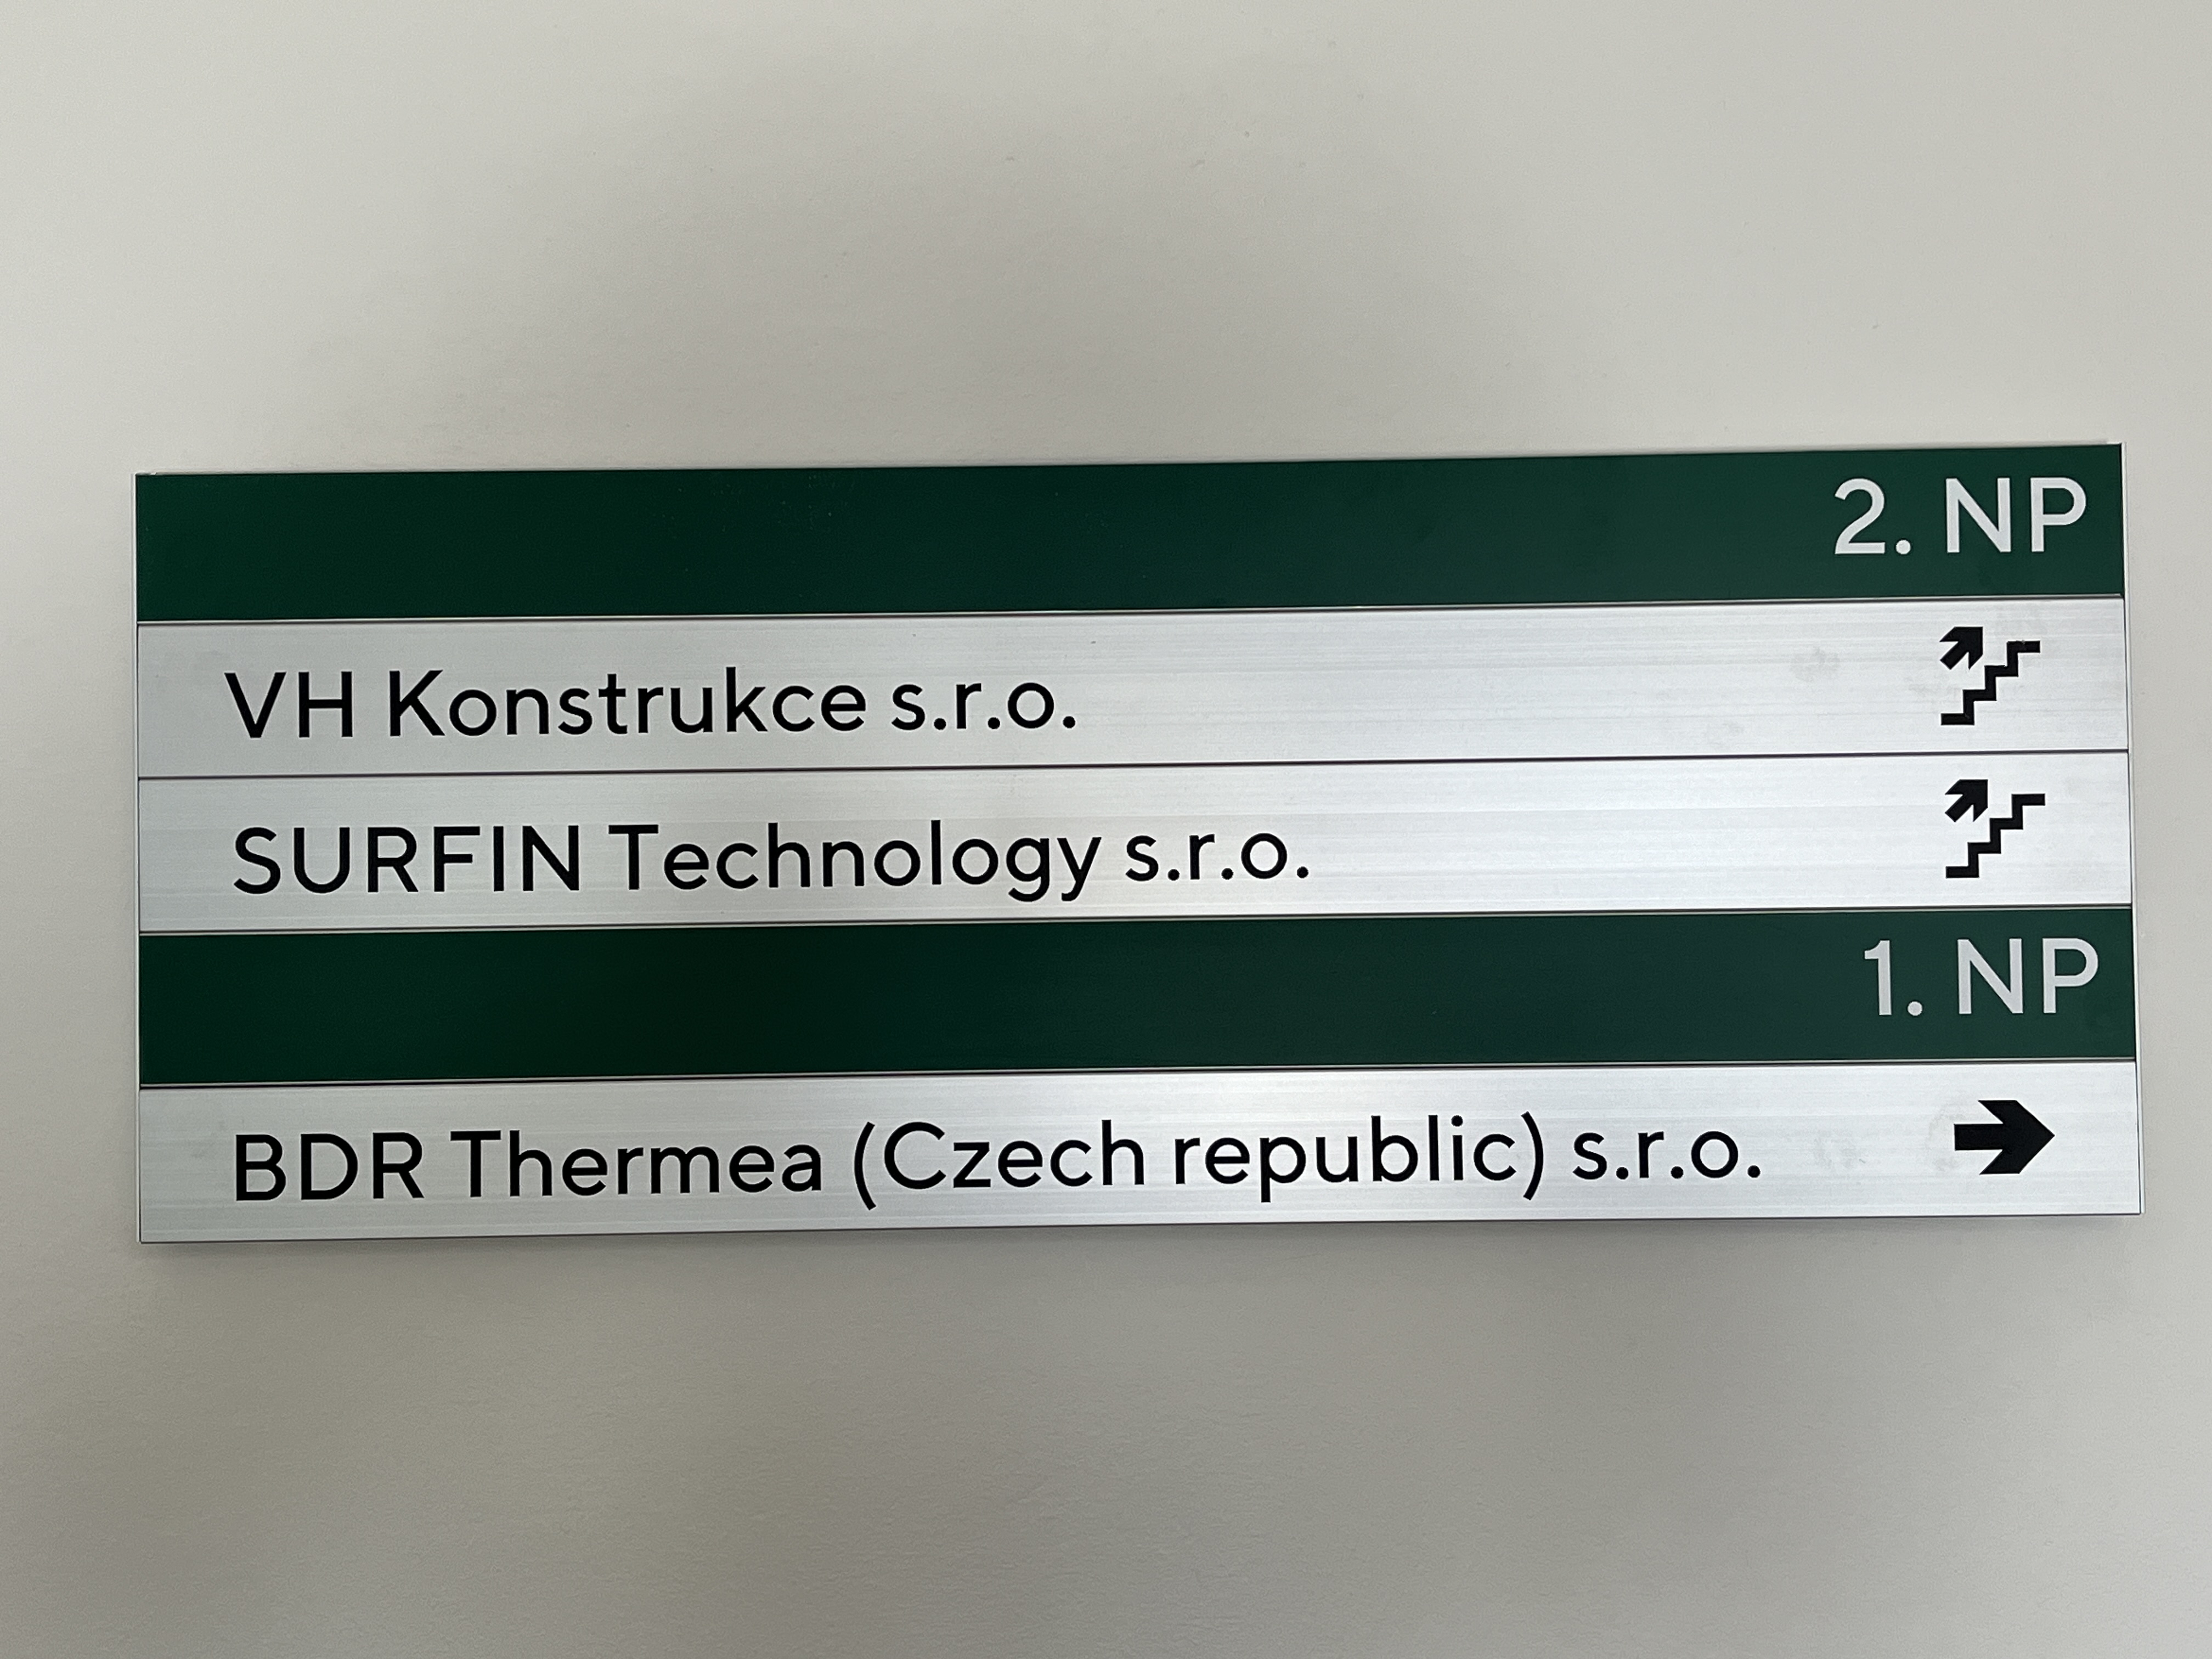 2. NP
VH Konstrukce s.r.o.
SURFIN Technology s.r.o.
1. NP
BDR Thermea (Czech republic) s.r.o.